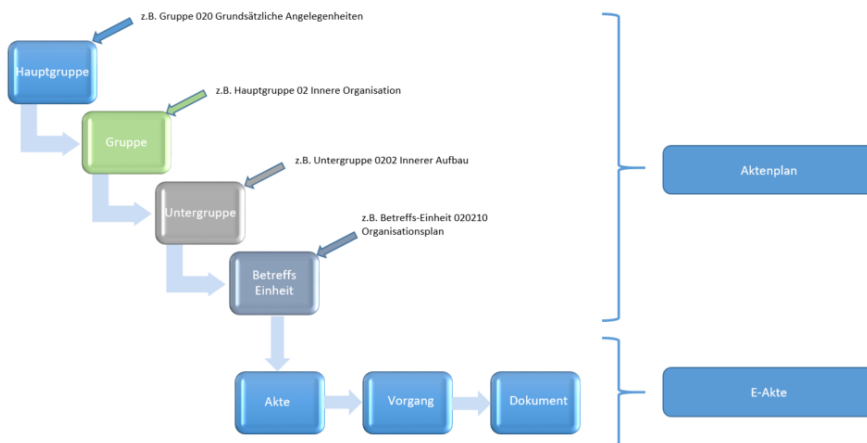 z.B. Gruppe 020 Grundsätzliche Angelegenheiten
Hauptgruppe
z.B. Hauptgruppe 02 Innere Organisation
Gruppe
z.B. Untergruppe 0202 Innerer Aufbau
Aktenplan
Untergruppe
z.B. Betreffs-Einheit 020210
Organisationsplan
Betreffs
Einheit
Akte
Vorgang
Dokument
E-Akte